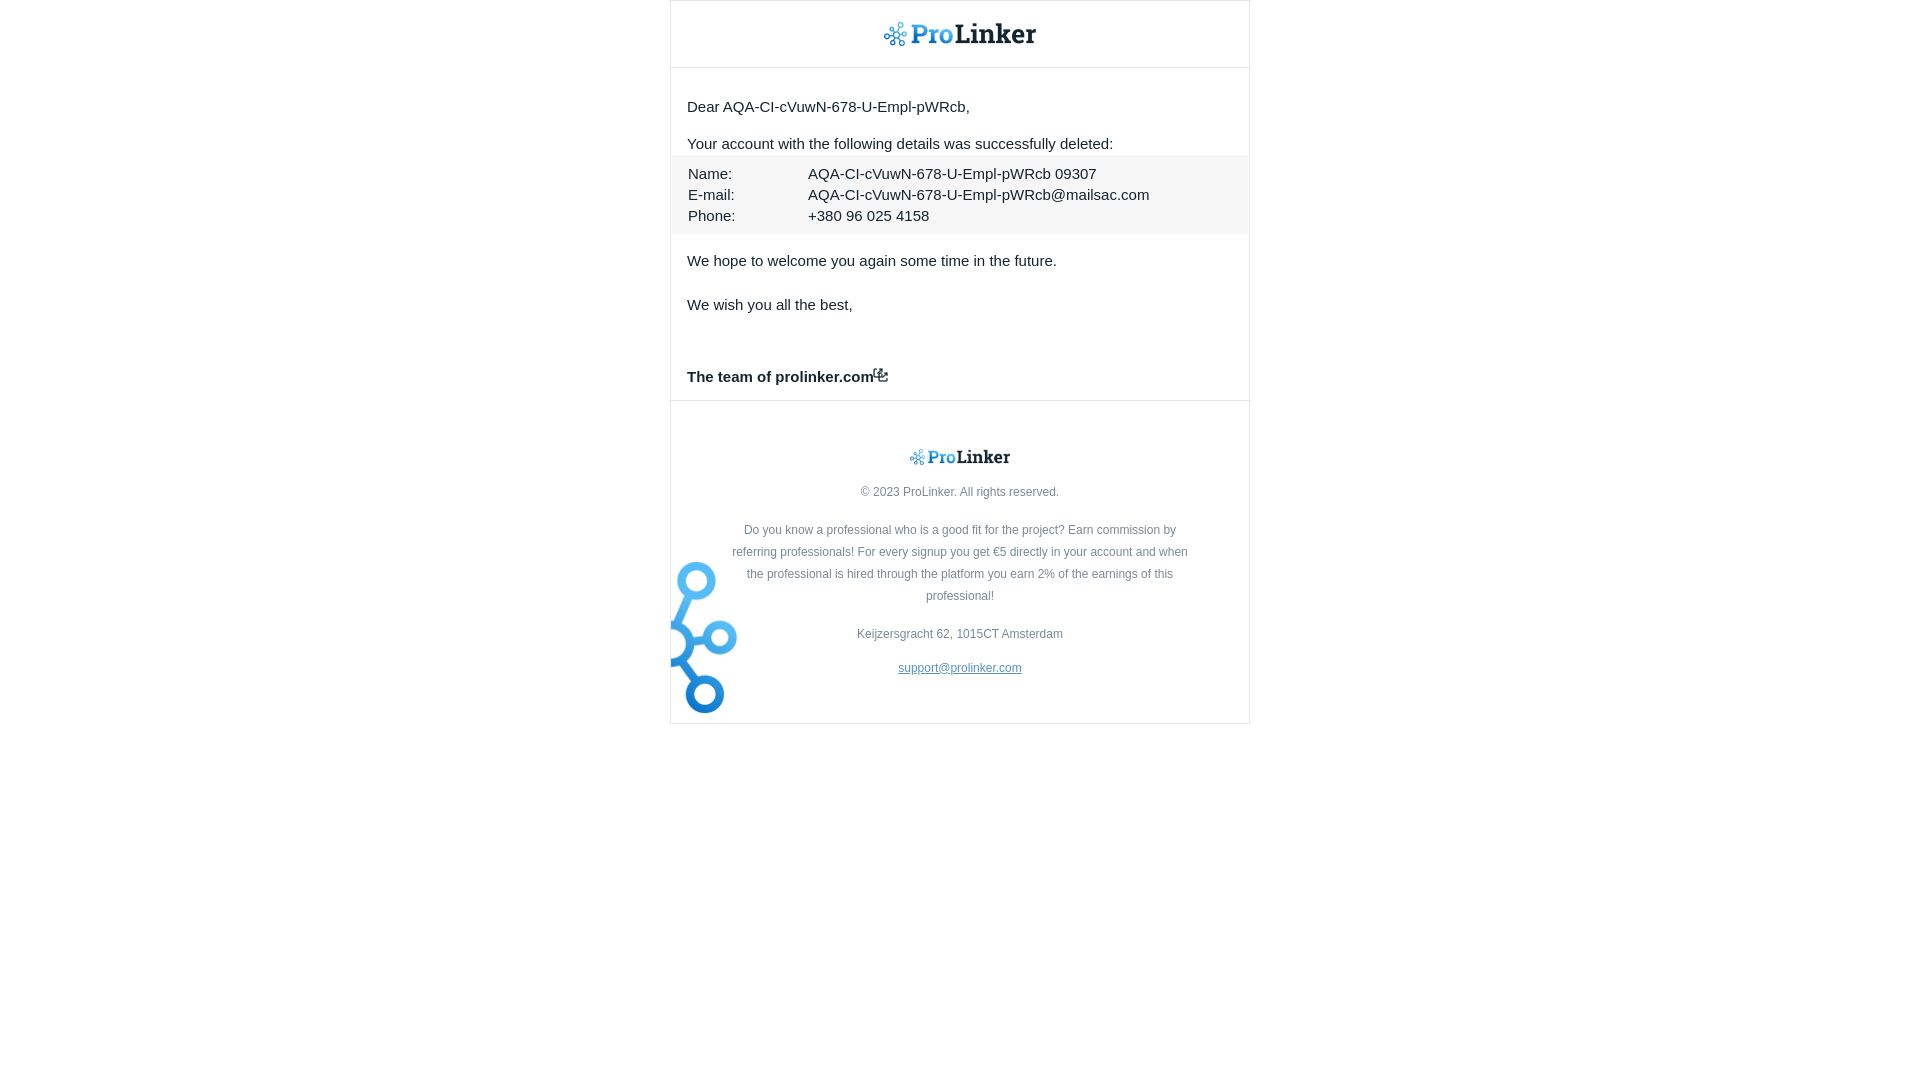 ProLinker
Dear AQA-CI-cVuwN-678-U-Empl-pWRcb,
Your account with the following details was successfully deleted:
Name: AQA-CI-cVuwN-678-U-Empl-pWRcb 09307
E-mail: AQA-CI-cVuwN-678-U-Empl-pWRcb@mailsac.com
Phone: +380 96 025 4158
We hope to welcome you again some time in the future.
We wish you all the best,
The team of prolinker.com
ProLinker
© 2023 ProLinker. All rights reserved.
Do you know a professional who is a good fit for the project? Earn commission by
referring professionals! For every signup you get €5 directly in your account and when
the professional is hired through the platform you earn 2% of the earnings of this
professional!
Keijzersgracht 62, 1015CT Amsterdam
support@prolinker.com